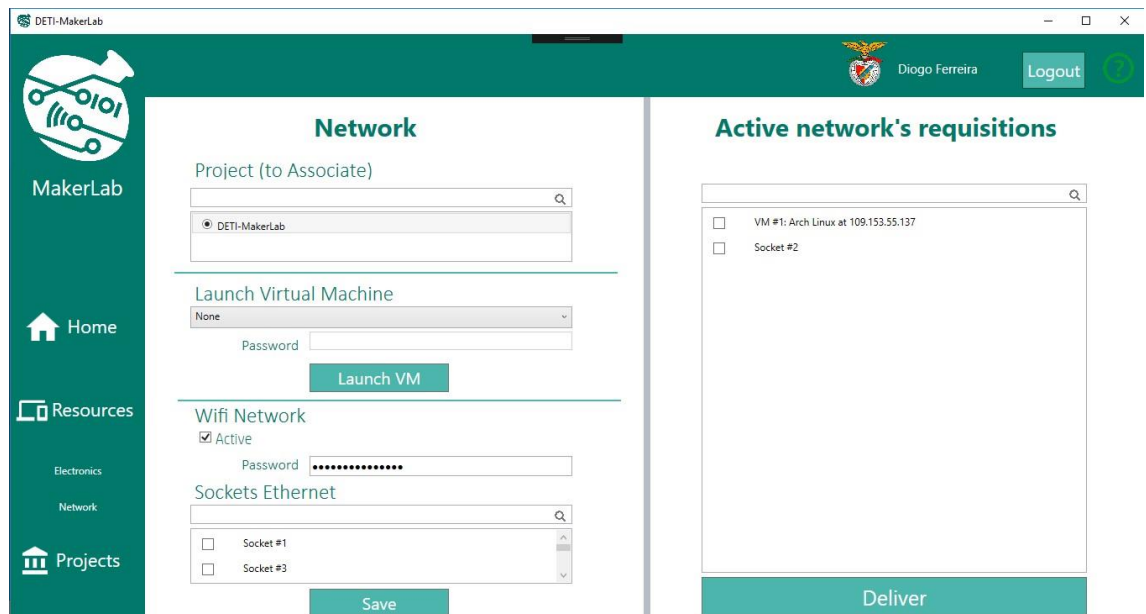 DETI-MakerLab
Diogo Ferreira
Logout
?
0101
MakerLab
Home
Resources
Electronics
Network
Projects
Network
Project (to Associate)
DETI-MakerLab
Launch Virtual Machine
None
Password
Launch VM
Wifi Network
Active
Password •••••••••••••••
Sockets Ethernet
Socket #1
Socket #3
Save
Active network's requisitions
VM #1: Arch Linux at 109.153.55.137
Socket #2
Deliver